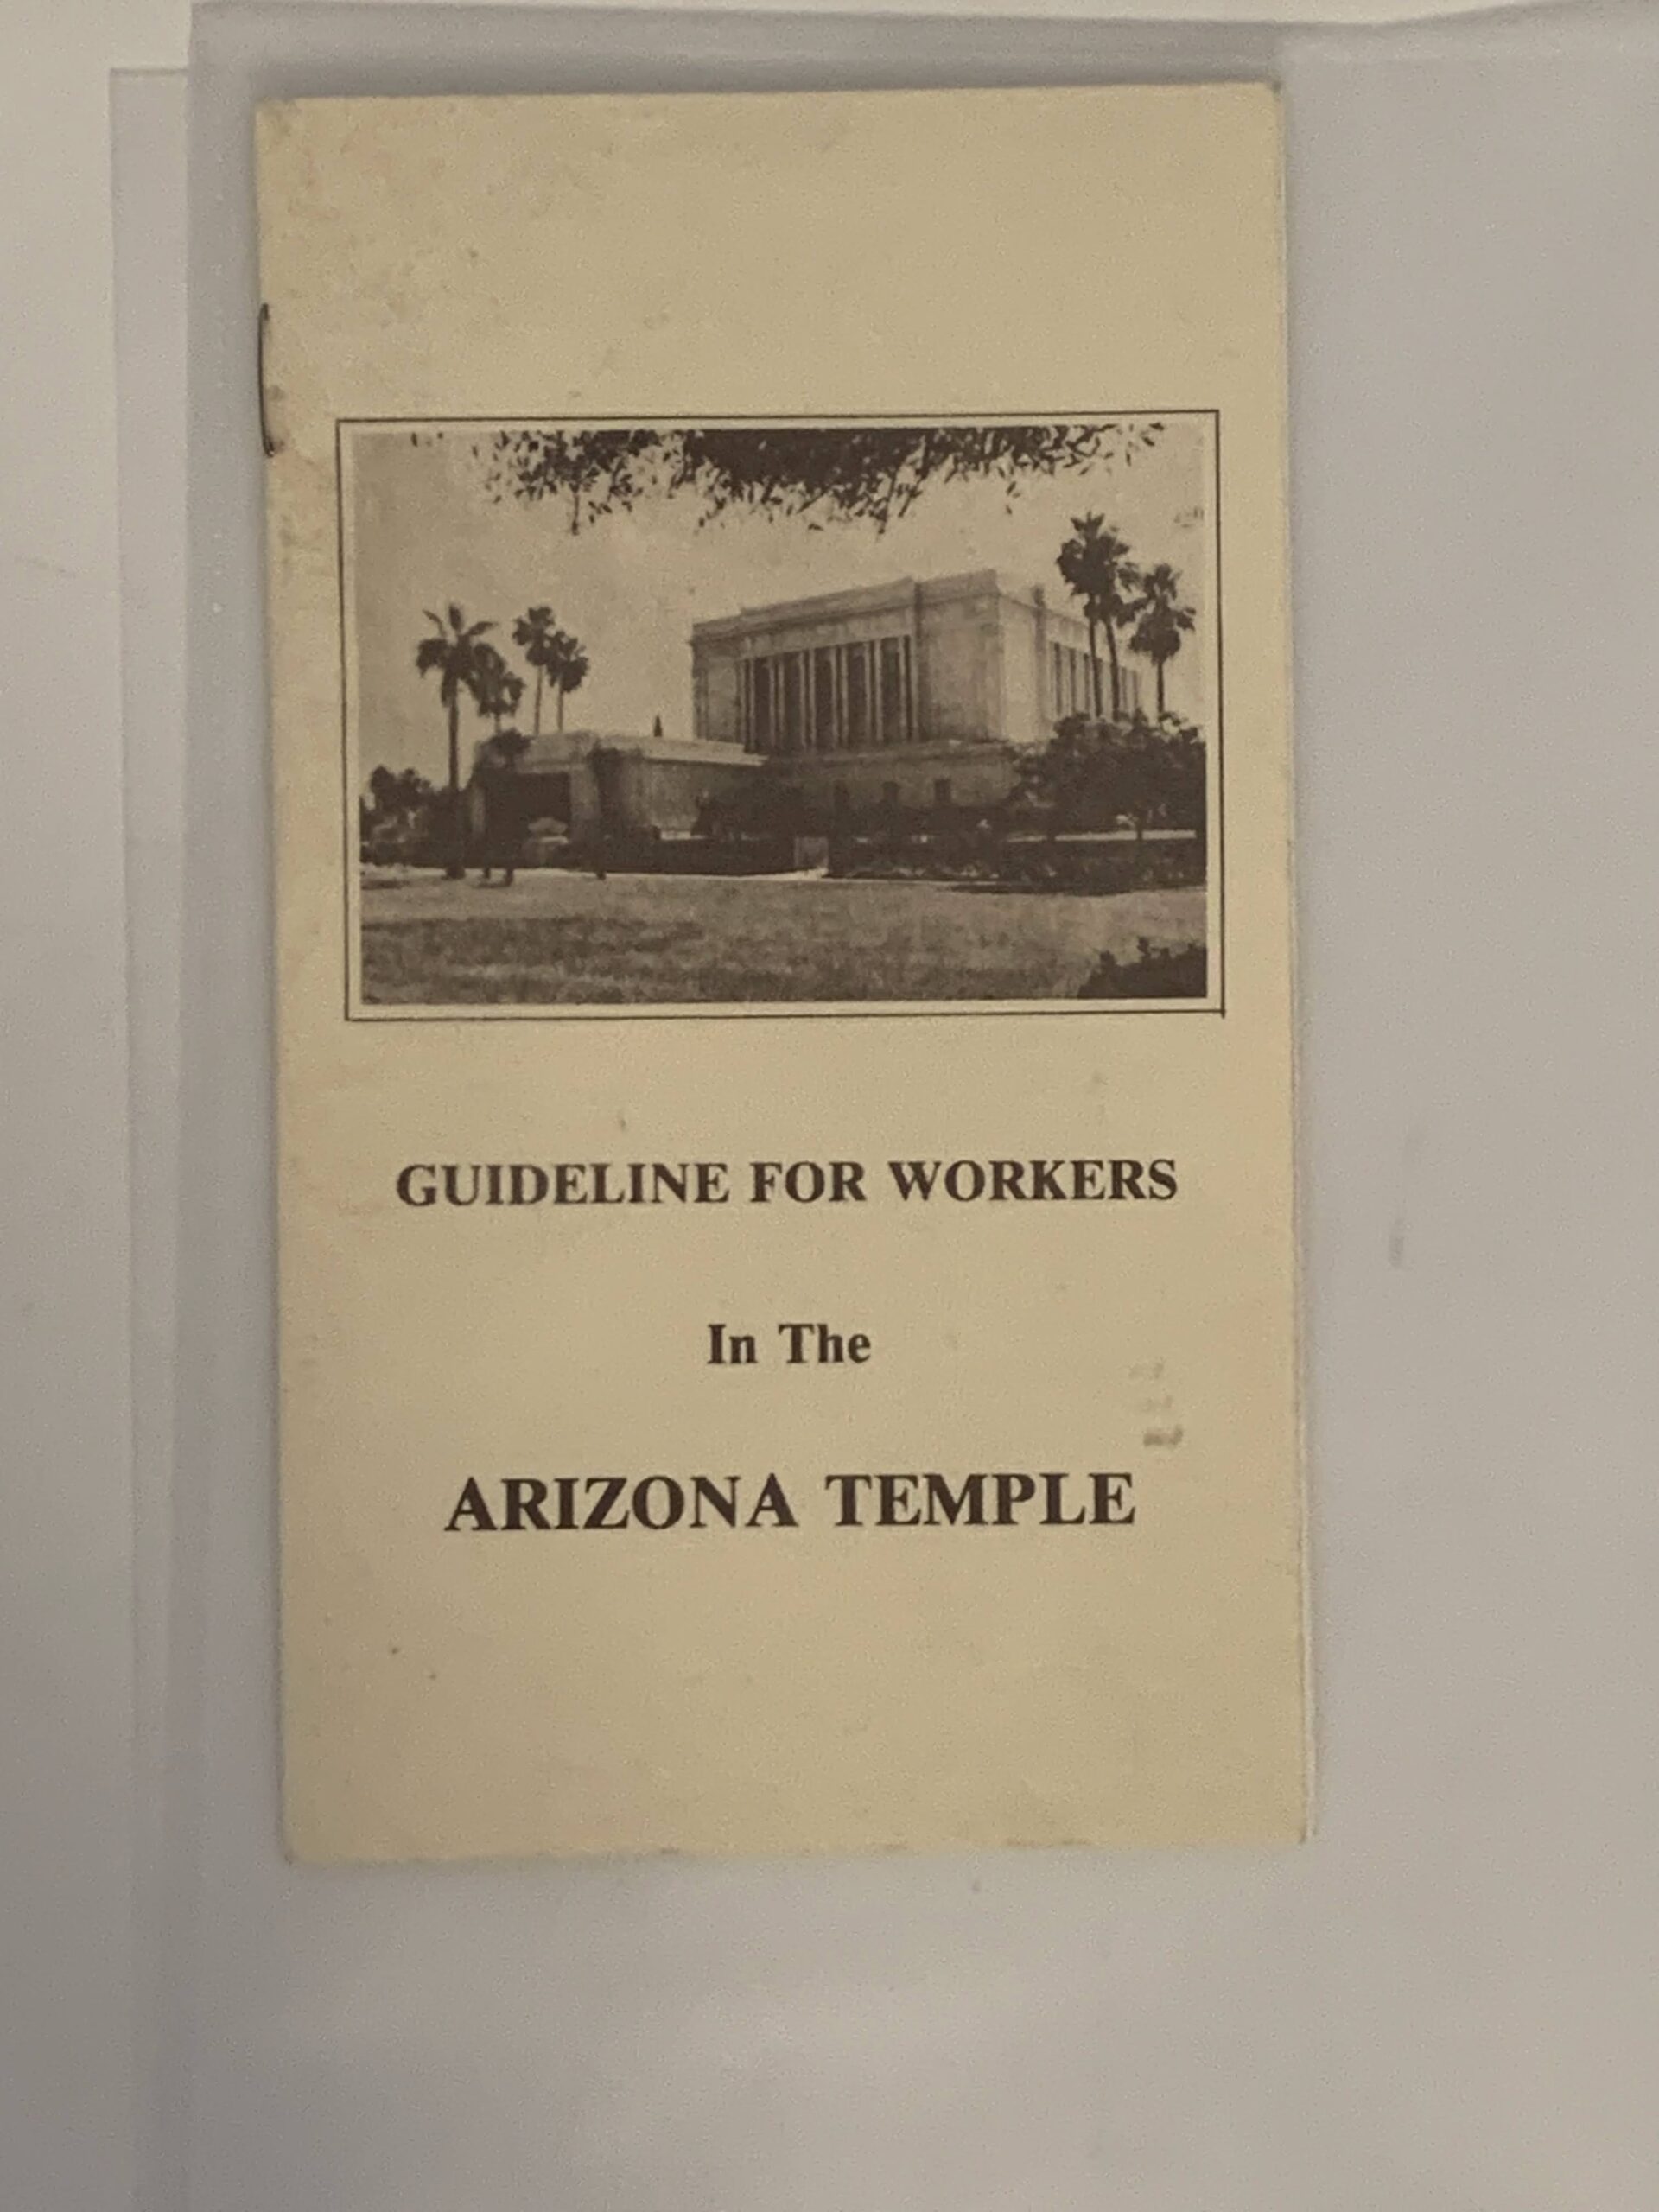 GUIDELINE FOR WORKERS
In The
ARIZONA TEMPLE